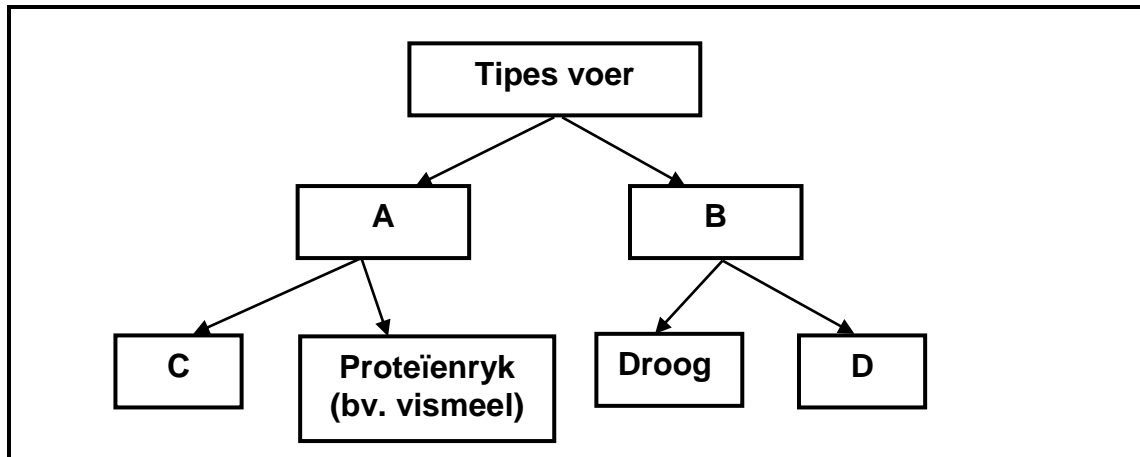 Tipes voer
A
B
C
Proteïenryk
(bv. vismeel)
Droog
D